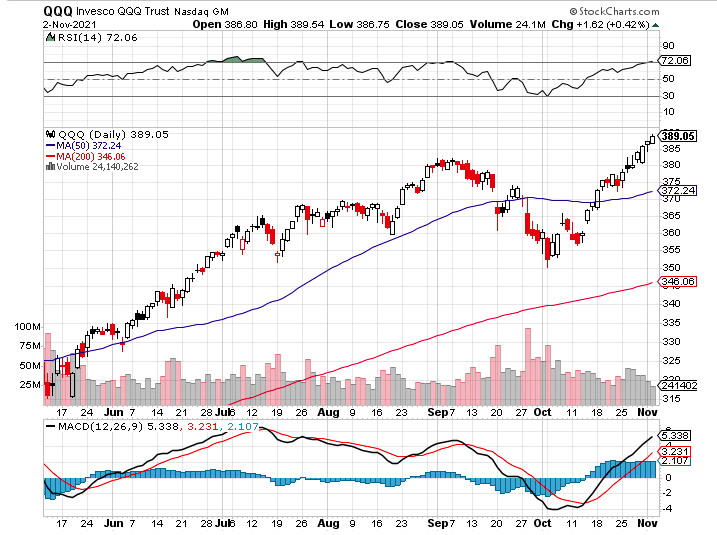 QQQ Invesco QQQ Trust Nasdaq GM ©StockCharts.com
2-Nov-2021 Open 386.80 High 389.54 Low 386.75 Close 389.05 Volume 24.1M Chg +1.62 (+0.42%)
RSI(14) 72.06
90
72.06
50
30
10
QQQ (Daily) 389.05
MA(50) 372.24
MA(200) 346.06
Volume 24,140,262
389.05
385
380
375
372.24
370
365
360
355
350
346.06
340
335
330
325
320
315
100M
75M
50M
25M
241402
17 24 Jun 7 14 21 28 Jul 6 12 19 26 Aug 9 16 23 Sep 7 13 20 27 Oct 11 18 25 Nov
MACD(12,26,9) 5.338, 3.231, 2.107
5.338
3.231
2.107
0
-2
-4
17 24 Jun 7 14 21 28 Jul 6 12 19 26 Aug 9 16 23 Sep 7 13 20 27 Oct 11 18 25 Nov